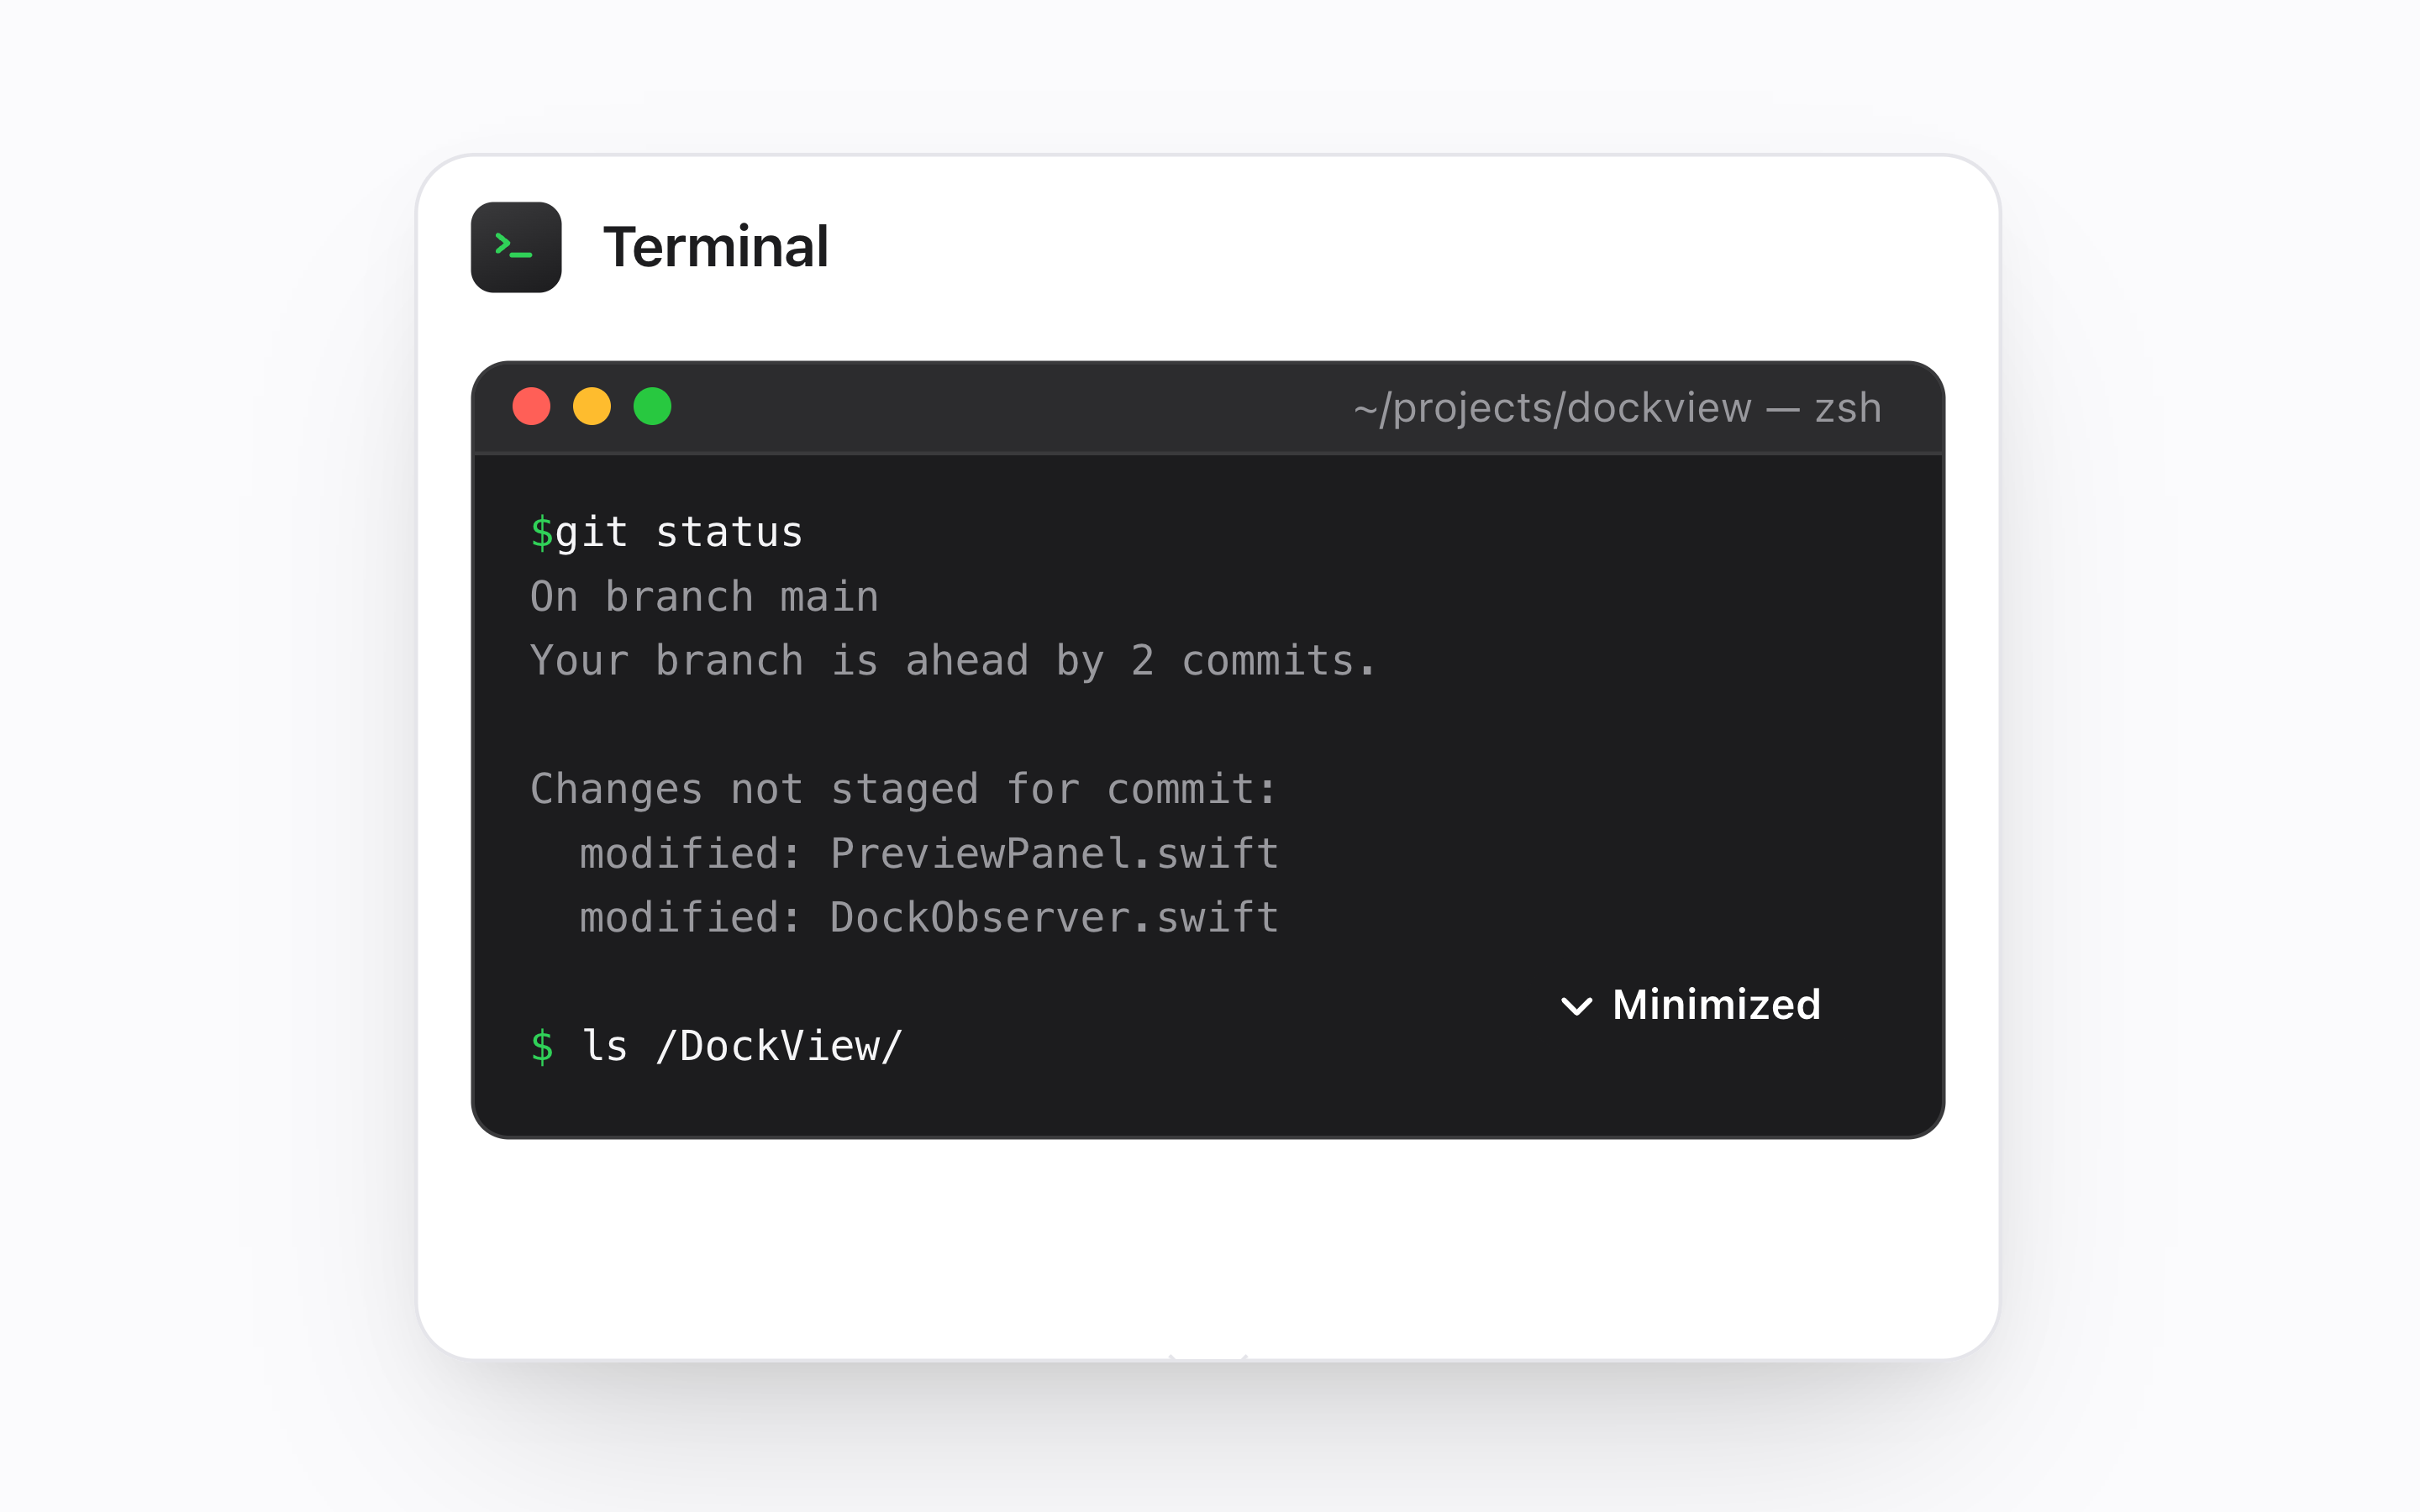 Terminal
~/projects/dockview — zsh
$git status
On branch main
Your branch is ahead by 2 commits.
Changes not staged for commit:
  modified: PreviewPanel.swift
  modified: DockObserver.swift
Minimized
$ ls /DockView/